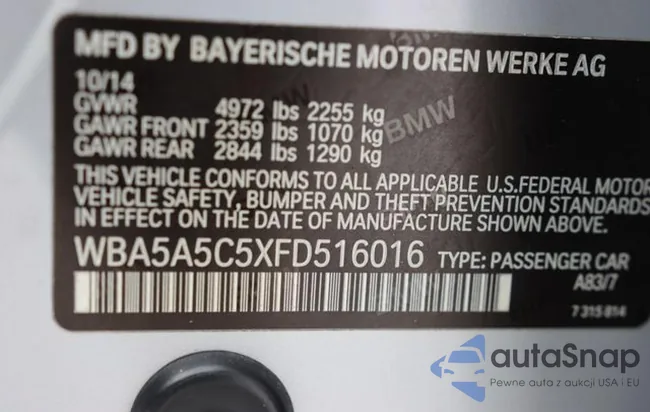 MFD BY BAYERISCHE MOTOREN WERKE AG
10/14
GVWR 4972 lbs 2255 kg
GAWR FRONT 2359 lbs 1070 kg
GAWR REAR 2844 lbs 1290 kg
BMW
THIS VEHICLE CONFORMS TO ALL APPLICABLE U.S.FEDERAL MOTOR
VEHICLE SAFETY, BUMPER AND THEFT PREVENTION STANDARDS
IN EFFECT ON THE DATE OF MANUFACTURE SHOWN ABOVE.
WBA5A5C5XFD516016 TYPE: PASSENGER CAR
A83/7
7 315 814
autaSnap
Pewne auta z aukcji USA i EU